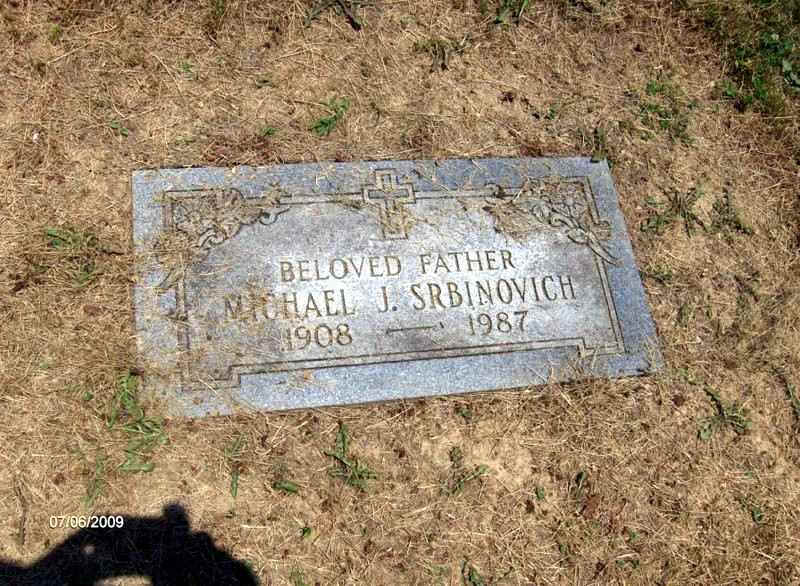 BELOVED FATHER
MICHAEL J. SRBINOVICH
1908 — 1987
07/06/2009